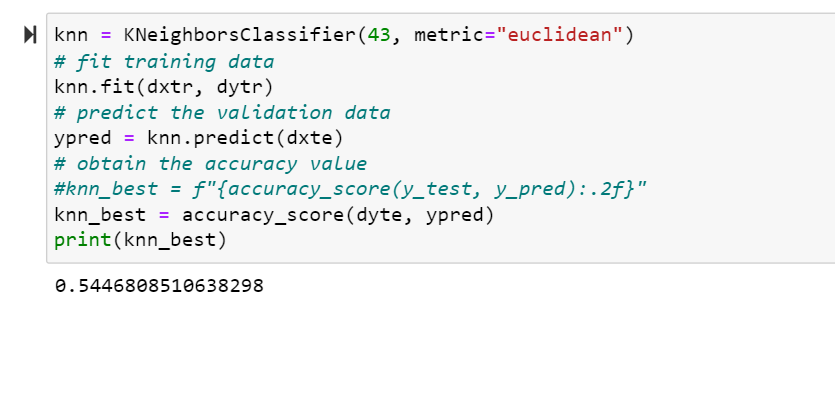 knn = KNeighborsClassifier(43, metric="euclidean")
# fit training data
knn.fit(dxtr, dytr)
# predict the validation data
ypred = knn.predict(dxte)
# obtain the accuracy value
#knn_best = f"{accuracy_score(y_test, y_pred):.2f}"
knn_best = accuracy_score(dyte, ypred)
print(knn_best)
0.5446808510638298